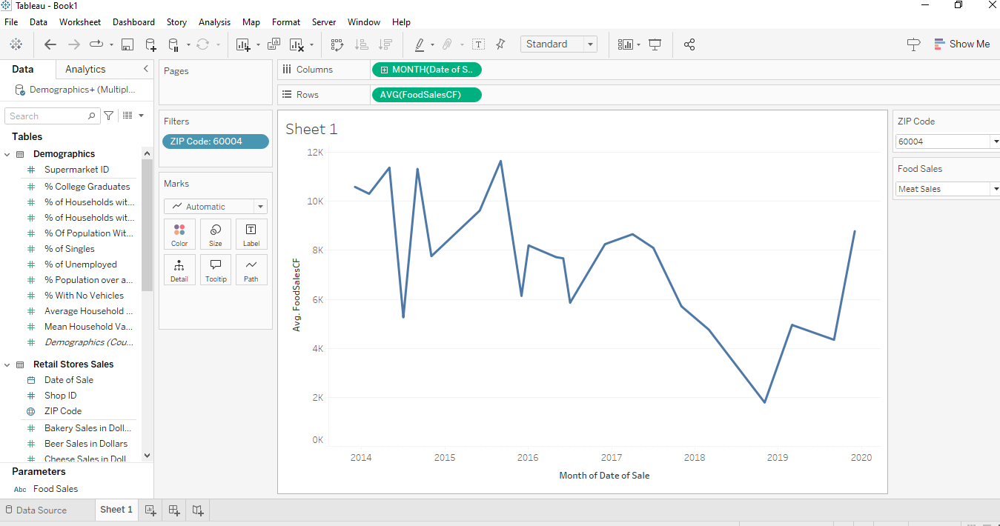 Tableau - Book1
File Data Worksheet Dashboard Story Analysis Map Format Server Window Help
Standard
Show Me
Data Analytics
Demographics+ (Multipl...
Search
Tables
Demographics
Supermarket ID
% College Graduates
% of Households wit...
% of Households wit...
% Of Population Wit...
% of Singles
% of Unemployed
% Population over a...
% With No Vehicles
Average Household ...
Mean Household Va...
Demographics (Cou...
Retail Stores Sales
Date of Sale
Shop ID
ZIP Code
Bakery Sales in Doll...
Beer Sales in Dollars
Cheese Sales in Doll
Parameters
Abc Food Sales
Pages
Filters
ZIP Code: 60004
Marks
Automatic
Color Size Label
Detail Tooltip Path
Columns MONTH(Date of S..
Rows AVG(FoodSalesCF)
Sheet 1
12K
10K
8K
6K
4K
2K
0K
Avg. FoodSalesCF
2014 2015 2016 2017 2018 2019 2020
Month of Date of Sale
ZIP Code
60004
Food Sales
Meat Sales
Data Source Sheet 1